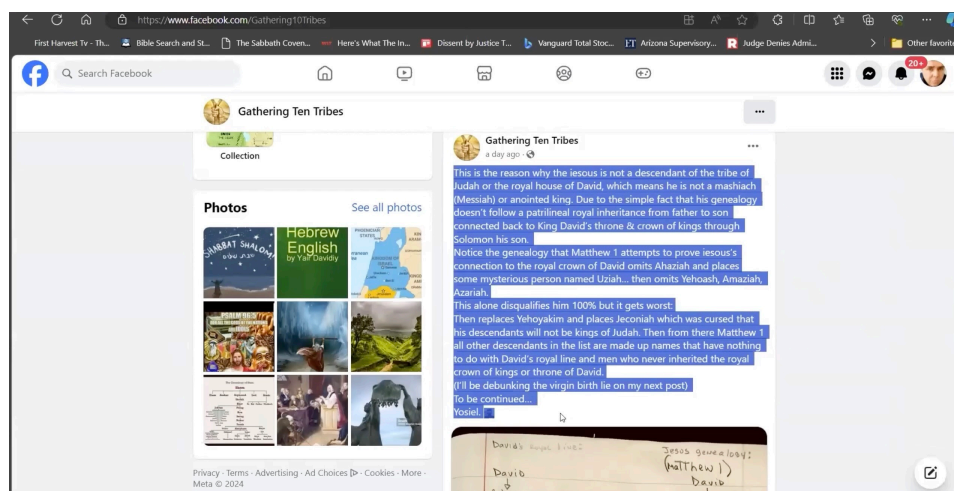 https://www.facebook.com/Gathering10Tribes
First Harvest Tv - Th...
Bible Search and St...
The Sabbath Coven...
Here's What The In...
Dissent by Justice T...
Vanguard Total Stoc...
Arizona Supervisory...
Judge Denies Admi...
Other favorit
Search Facebook
20+
Gathering Ten Tribes
Collection
Photos
See all photos
SHABBAT SHALOM
Hebrew
English
by Yair Davidiy
PSALM 96:5
Privacy · Terms · Advertising · Ad Choices · Cookies · More ·
Meta © 2024
Gathering Ten Tribes
a day ago
This is the reason why the iesous is not a descendant of the tribe of
Judah or the royal house of David, which means he is not a mashiach
(Messiah) or anointed king. Due to the simple fact that his genealogy
doesn't follow a patrilineal royal inheritance from father to son
connected back to King David's throne & crown of kings through
Solomon his son.
Notice the genealogy that Matthew 1 attempts to prove iesous's
connection to the royal crown of David omits Ahaziah and places
some mysterious person named Uziah... then omits Yehoash, Amaziah,
Azariah.
This alone disqualifies him 100% but it gets worst:
Then replaces Yehoyakim and places Jeconiah which was cursed that
his descendants will not be kings of Judah. Then from there Matthew 1
all other descendants in the list are made up names that have nothing
to do with David's royal line and men who never inherited the royal
crown of kings or throne of David.
(I'll be debunking the virgin birth lie on my next post)
To be continued...
Yosiel.
David's Royal Line:
David
Jesus genealogy:
(Matthew 1)
David